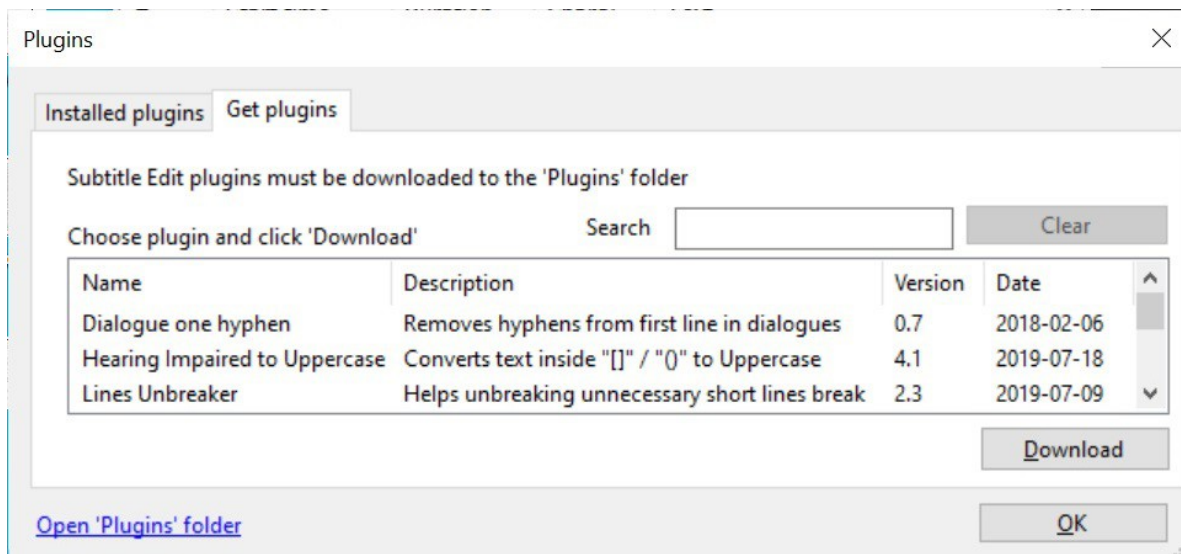 Plugins
Installed plugins Get plugins
Subtitle Edit plugins must be downloaded to the 'Plugins' folder
Choose plugin and click 'Download' Search Clear
Name Description Version Date
Dialogue one hyphen Removes hyphens from first line in dialogues 0.7 2018-02-06
Hearing Impaired to Uppercase Converts text inside "[]" / "()" to Uppercase 4.1 2019-07-18
Lines Unbreaker Helps unbreaking unnecessary short lines break 2.3 2019-07-09
Download
Open 'Plugins' folder OK